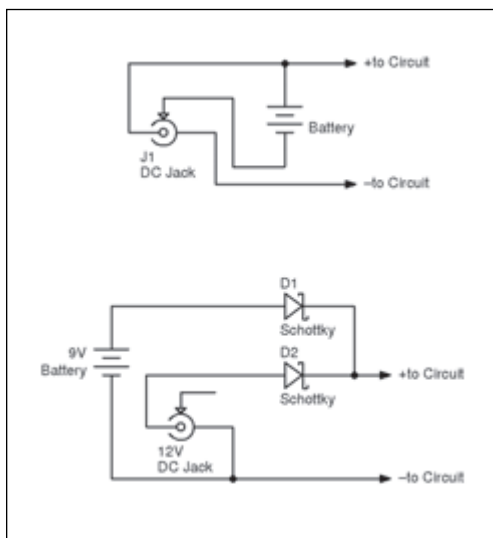 +to Circuit
Battery
J1
DC Jack
–to Circuit
D1
Schottky
9V
Battery
D2
Schottky
+to Circuit
12V
DC Jack
–to Circuit